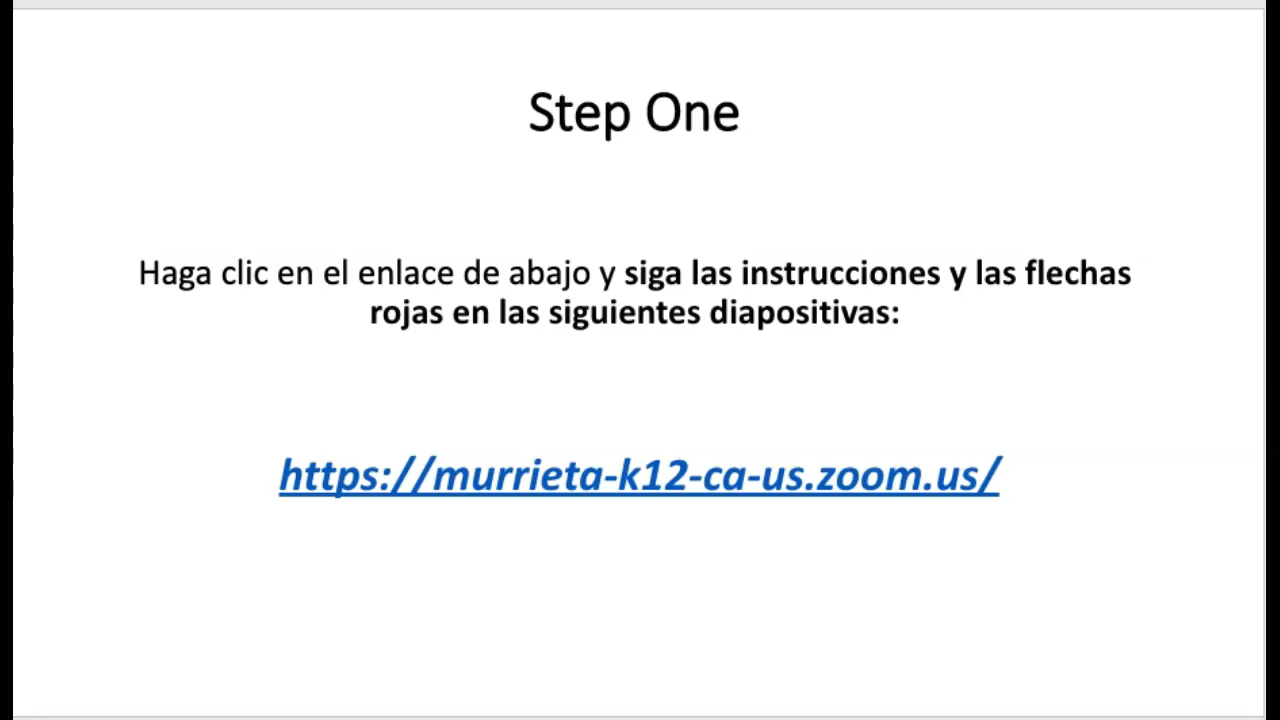 Step One
Haga clic en el enlace de abajo y siga las instrucciones y las flechas
rojas en las siguientes diapositivas:
https://murrieta-k12-ca-us.zoom.us/